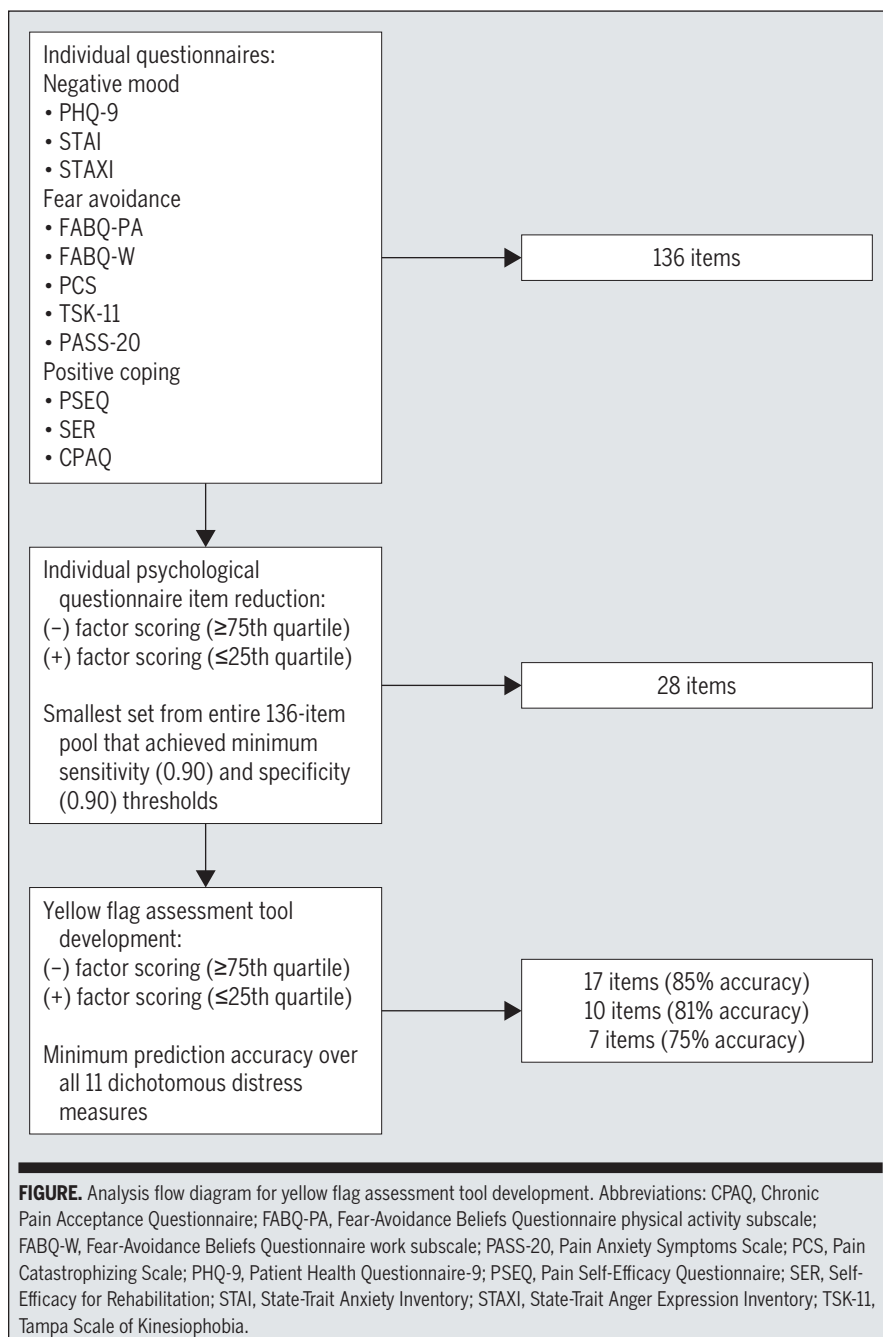 Individual questionnaires:
Negative mood
• PHQ-9
• STAI
• STAXI
Fear avoidance
• FABQ-PA
• FABQ-W
• PCS
• TSK-11
• PASS-20
Positive coping
• PSEQ
• SER
• CPAQ
136 items
Individual psychological
questionnaire item reduction:
(–) factor scoring (≥75th quartile)
(+) factor scoring (≤25th quartile)
Smallest set from entire 136-item
pool that achieved minimum
sensitivity (0.90) and specificity
(0.90) thresholds
28 items
Yellow flag assessment tool
development:
(–) factor scoring (≥75th quartile)
(+) factor scoring (≤25th quartile)
Minimum prediction accuracy over
all 11 dichotomous distress
measures
17 items (85% accuracy)
10 items (81% accuracy)
7 items (75% accuracy)
FIGURE. Analysis flow diagram for yellow flag assessment tool development. Abbreviations: CPAQ, Chronic
Pain Acceptance Questionnaire; FABQ-PA, Fear-Avoidance Beliefs Questionnaire physical activity subscale;
FABQ-W, Fear-Avoidance Beliefs Questionnaire work subscale; PASS-20, Pain Anxiety Symptoms Scale; PCS, Pain
Catastrophizing Scale; PHQ-9, Patient Health Questionnaire-9; PSEQ, Pain Self-Efficacy Questionnaire; SER, Self-
Efficacy for Rehabilitation; STAI, State-Trait Anxiety Inventory; STAXI, State-Trait Anger Expression Inventory; TSK-11,
Tampa Scale of Kinesiophobia.